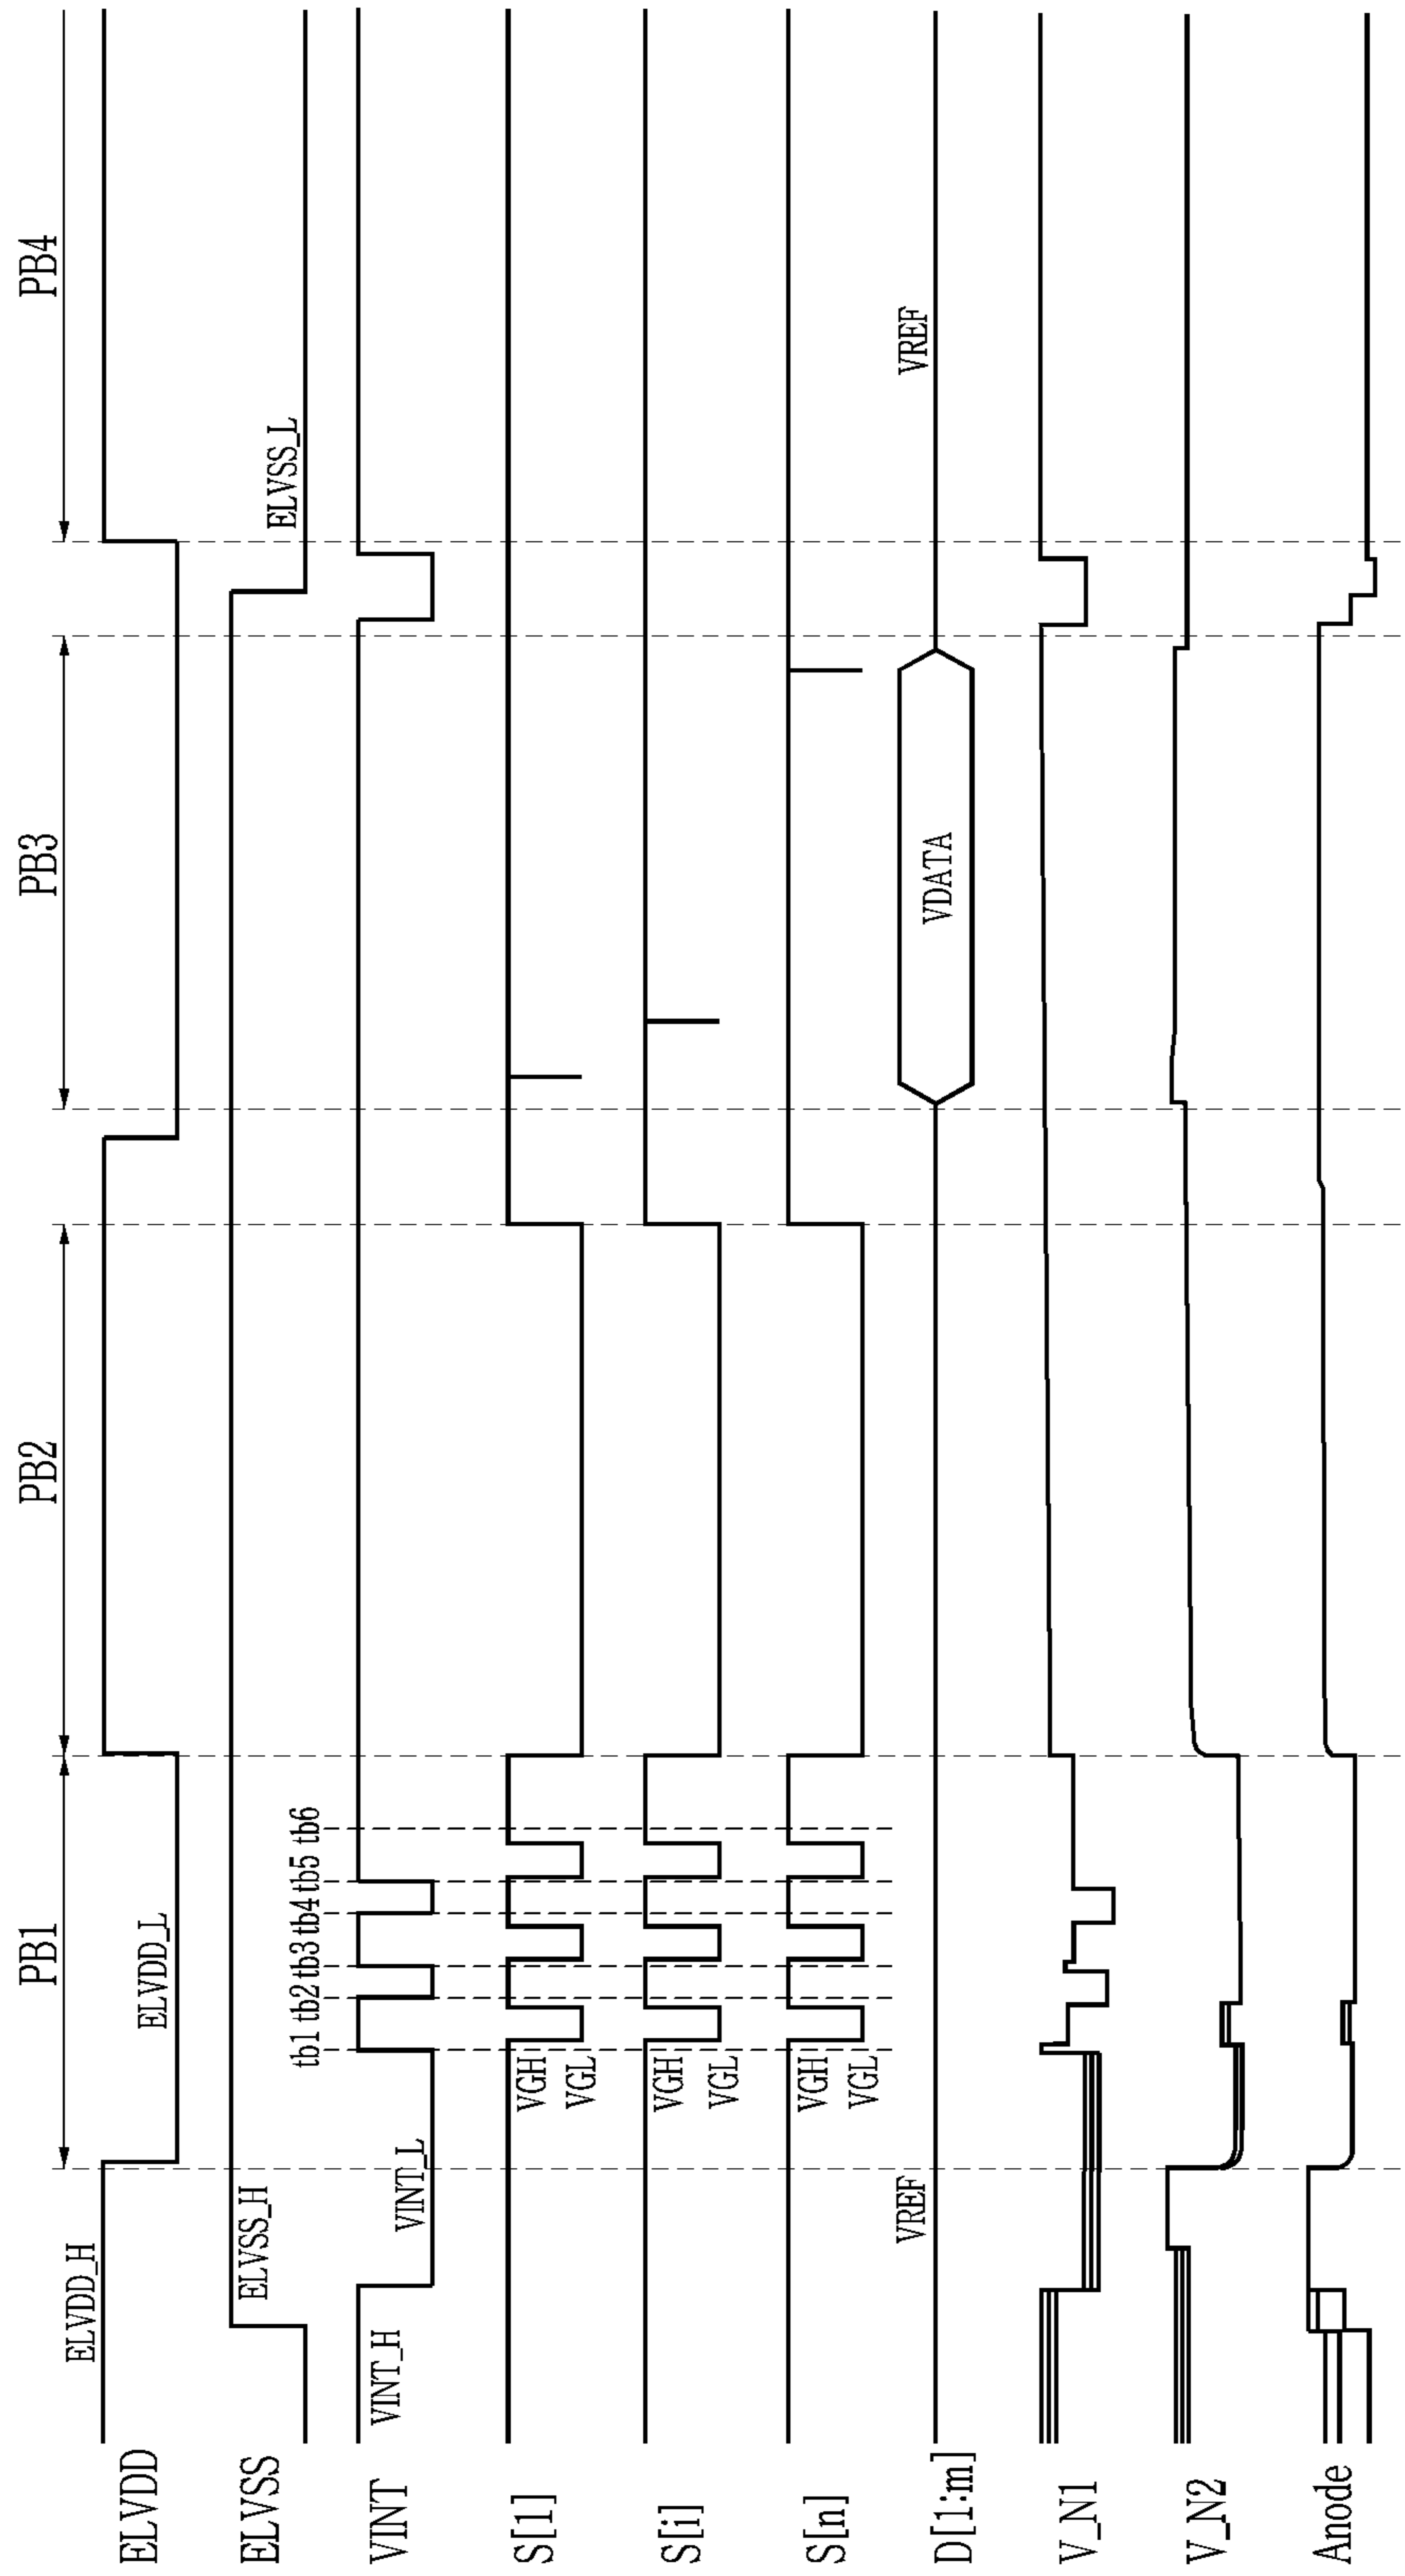 PB1 PB2 PB3 PB4
ELVDD ELVDD_H ELVDD_L
ELVSS ELVSS_H ELVSS_L
VINT VINT_H VINT_L
tb1 tb2 tb3 tb4 tb5 tb6
S[1] VGH
VGL
S[i] VGH
VGL
S[n] VGH
VGL
D[1:m] VREF VDATA VREF
V_N1
V_N2
Anode